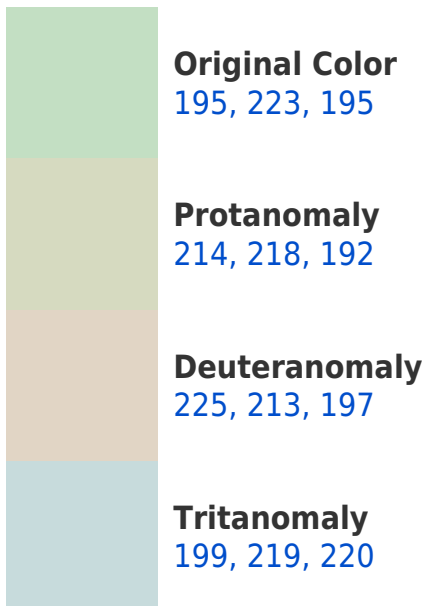 Original Color
195, 223, 195
Protanomaly
214, 218, 192
Deuteranomaly
225, 213, 197
Tritanomaly
199, 219, 220